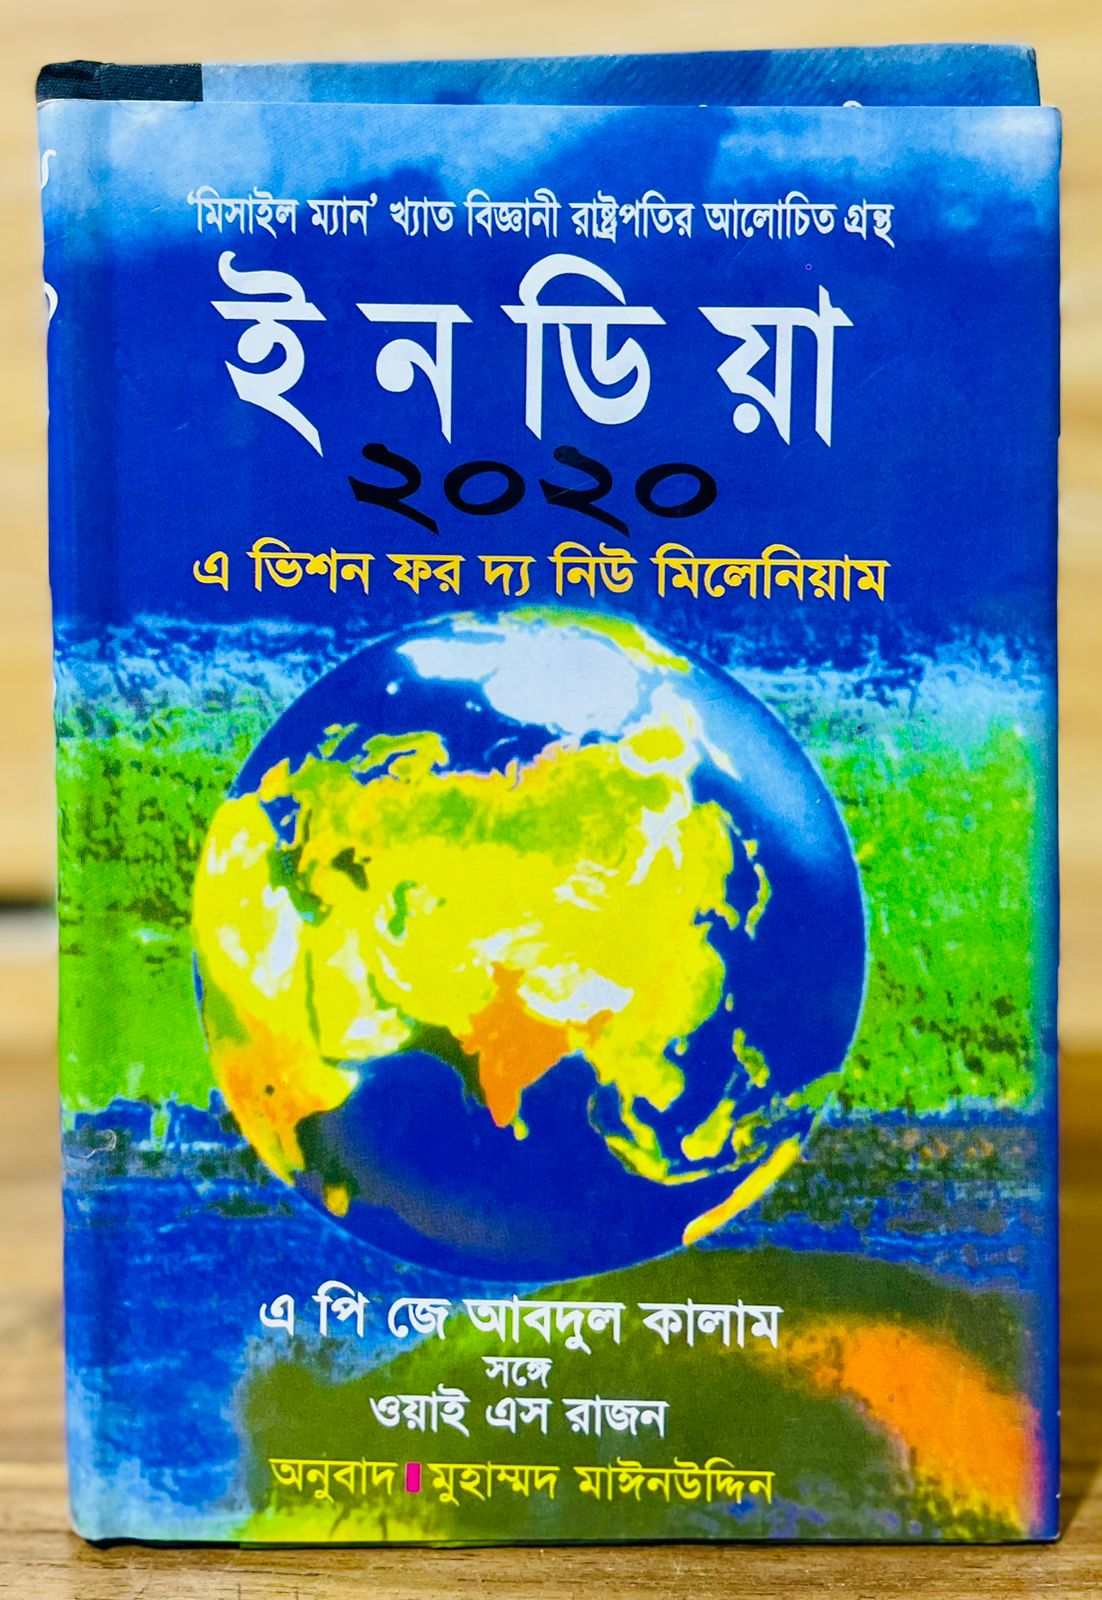 ‘মিসাইল ম্যান’ খ্যাত বিজ্ঞানী রাষ্ট্রপতির আলোচিত গ্রন্থ
ইনডিয়া
২০২০
এ ভিশন ফর দ্য নিউ মিলেনিয়াম
এ পি জে আবদুল কালাম
সঙ্গে
ওয়াই এস রাজন
অনুবাদ মুহাম্মদ মাঈনউদ্দিন